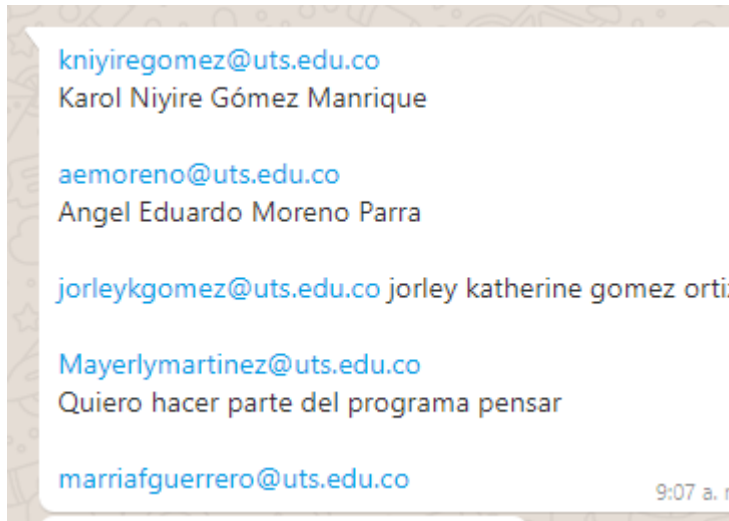 kniyiregomez@uts.edu.co
Karol Niyire Gómez Manrique
aemoreno@uts.edu.co
Angel Eduardo Moreno Parra
jorleykgomez@uts.edu.co jorley katherine gomez
Mayerlymartinez@uts.edu.co
Quiero hacer parte del programa pensar
marriafguerrero@uts.edu.co
9:07 a.